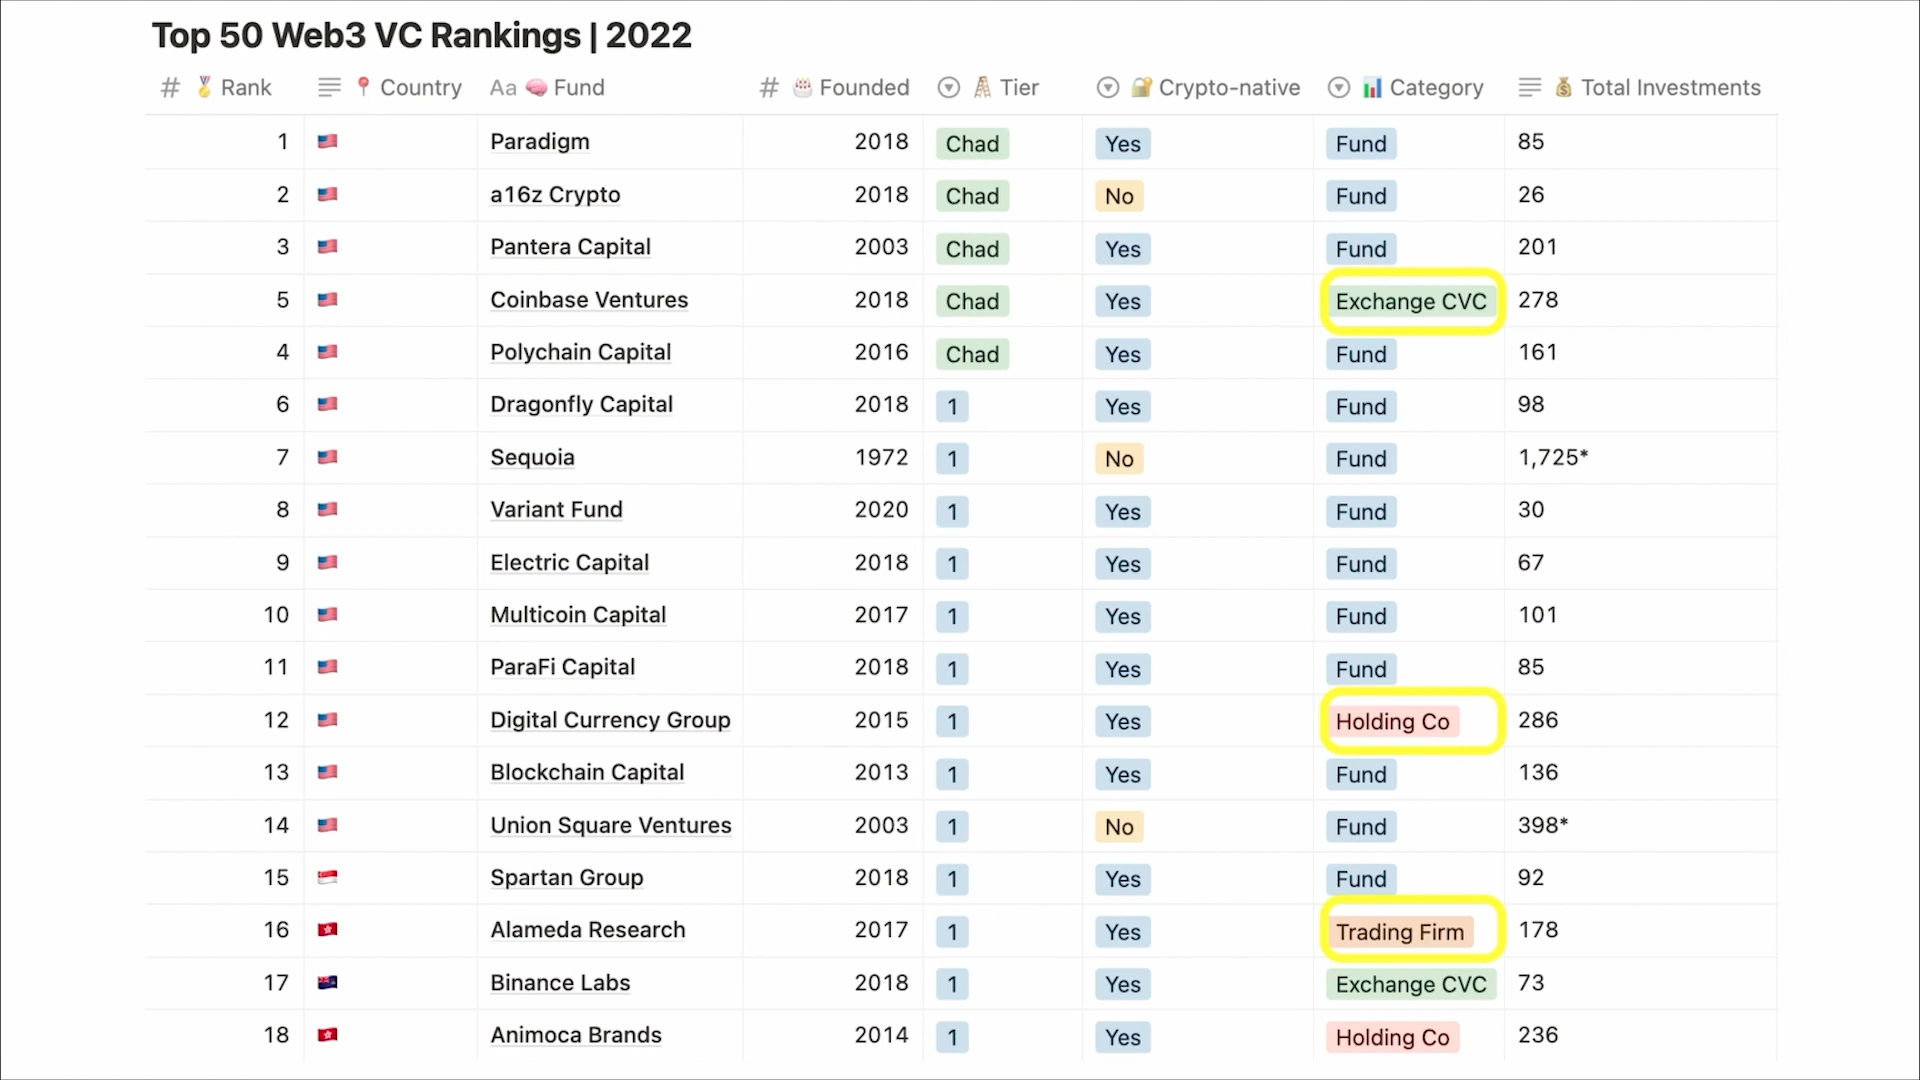 Top 50 Web3 VC Rankings | 2022
# Rank Country Aa Fund # Founded Tier Crypto-native Category Total Investments
1 Paradigm 2018 Chad Yes Fund 85
2 a16z Crypto 2018 Chad No Fund 26
3 Pantera Capital 2003 Chad Yes Fund 201
5 Coinbase Ventures 2018 Chad Yes Exchange CVC 278
4 Polychain Capital 2016 Chad Yes Fund 161
6 Dragonfly Capital 2018 1 Yes Fund 98
7 Sequoia 1972 1 No Fund 1,725*
8 Variant Fund 2020 1 Yes Fund 30
9 Electric Capital 2018 1 Yes Fund 67
10 Multicoin Capital 2017 1 Yes Fund 101
11 ParaFi Capital 2018 1 Yes Fund 85
12 Digital Currency Group 2015 1 Yes Holding Co 286
13 Blockchain Capital 2013 1 Yes Fund 136
14 Union Square Ventures 2003 1 No Fund 398*
15 Spartan Group 2018 1 Yes Fund 92
16 Alameda Research 2017 1 Yes Trading Firm 178
17 Binance Labs 2018 1 Yes Exchange CVC 73
18 Animoca Brands 2014 1 Yes Holding Co 236